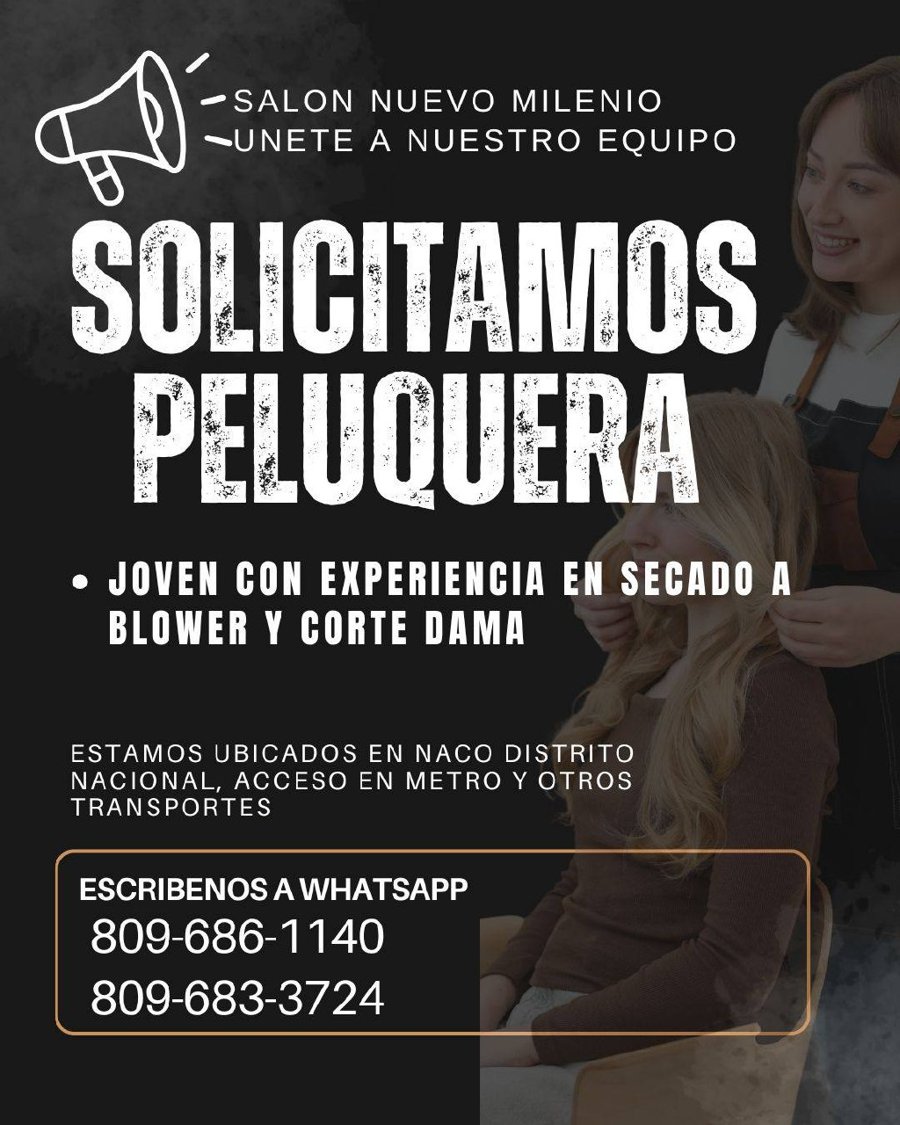 SALON NUEVO MILENIO
UNETE A NUESTRO EQUIPO
SOLICITAMOS
PELUQUERA
• JOVEN CON EXPERIENCIA EN SECADO A
BLOWER Y CORTE DAMA
ESTAMOS UBICADOS EN NACO DISTRITO
NACIONAL, ACCESO EN METRO Y OTROS
TRANSPORTES
ESCRIBENOS A WHATSAPP
809-686-1140
809-683-3724